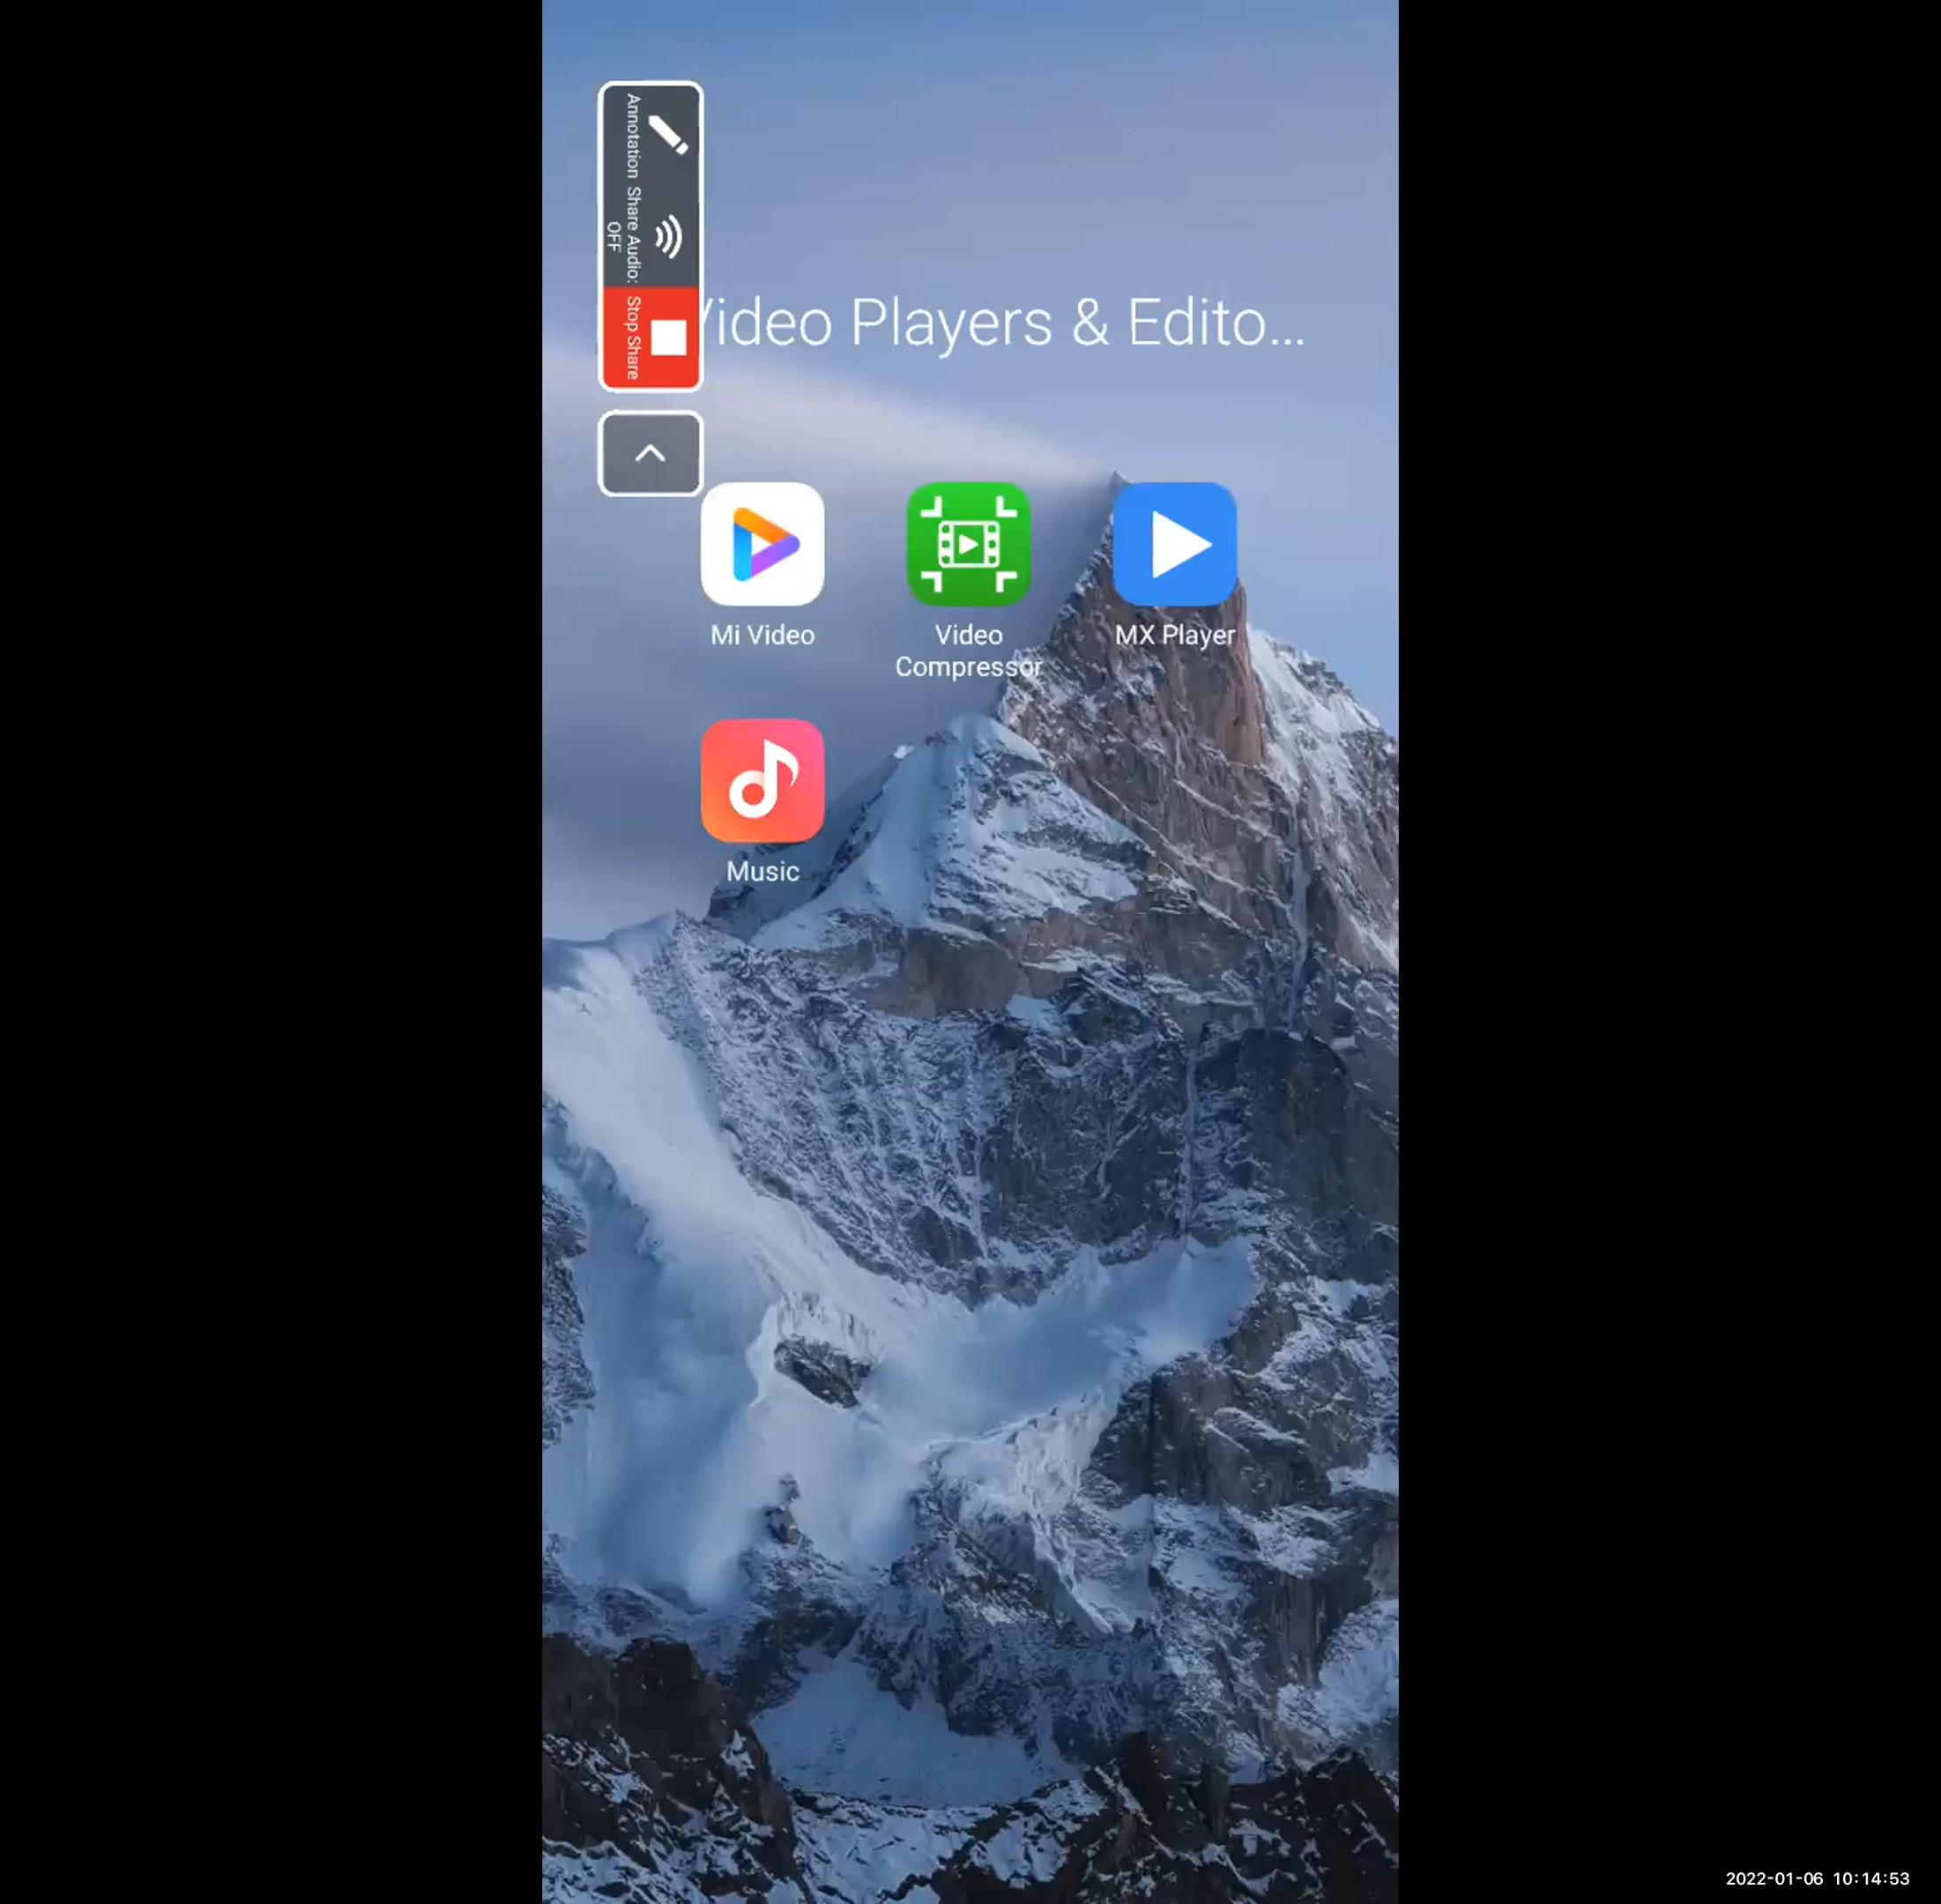 Annotation
Share Audio:
OFF
Stop Share
Video Players & Edito...
Mi Video
Video
Compressor
MX Player
Music
2022-01-06 10:14:53